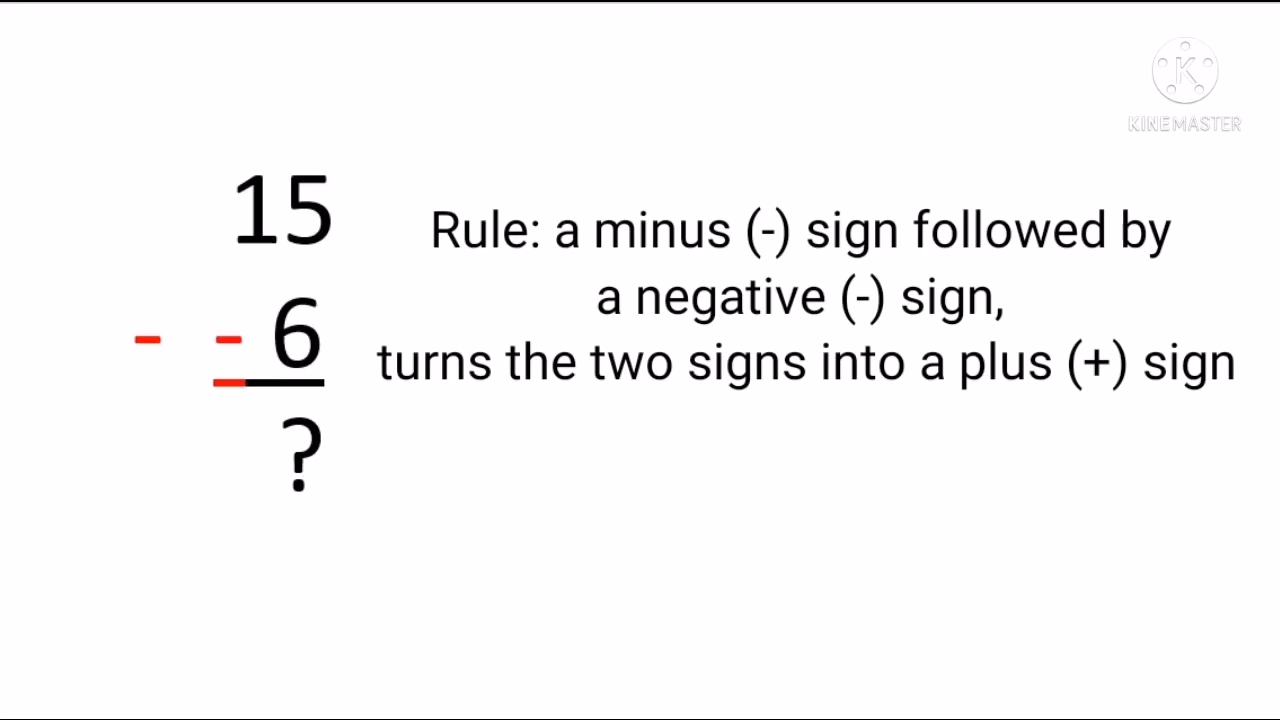 KINEMASTER
15
- - 6
?
Rule: a minus (-) sign followed by
a negative (-) sign,
turns the two signs into a plus (+) sign